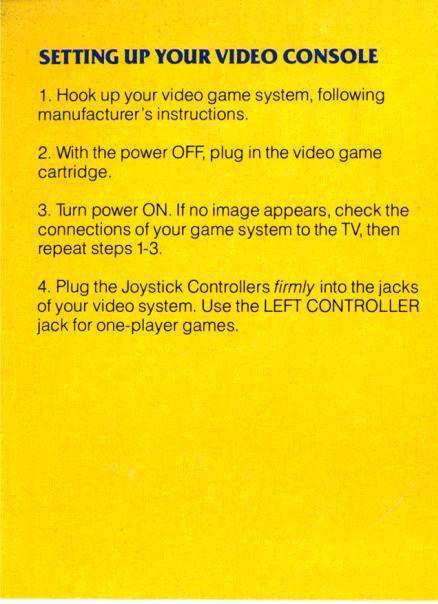 SETTING UP YOUR VIDEO CONSOLE
1. Hook up your video game system, following
manufacturer's instructions.
2. With the power OFF, plug in the video game
cartridge.
3. Turn power ON. If no image appears, check the
connections of your game system to the TV, then
repeat steps 1-3.
4. Plug the Joystick Controllers firmly into the jacks
of your video system. Use the LEFT CONTROLLER
jack for one-player games.